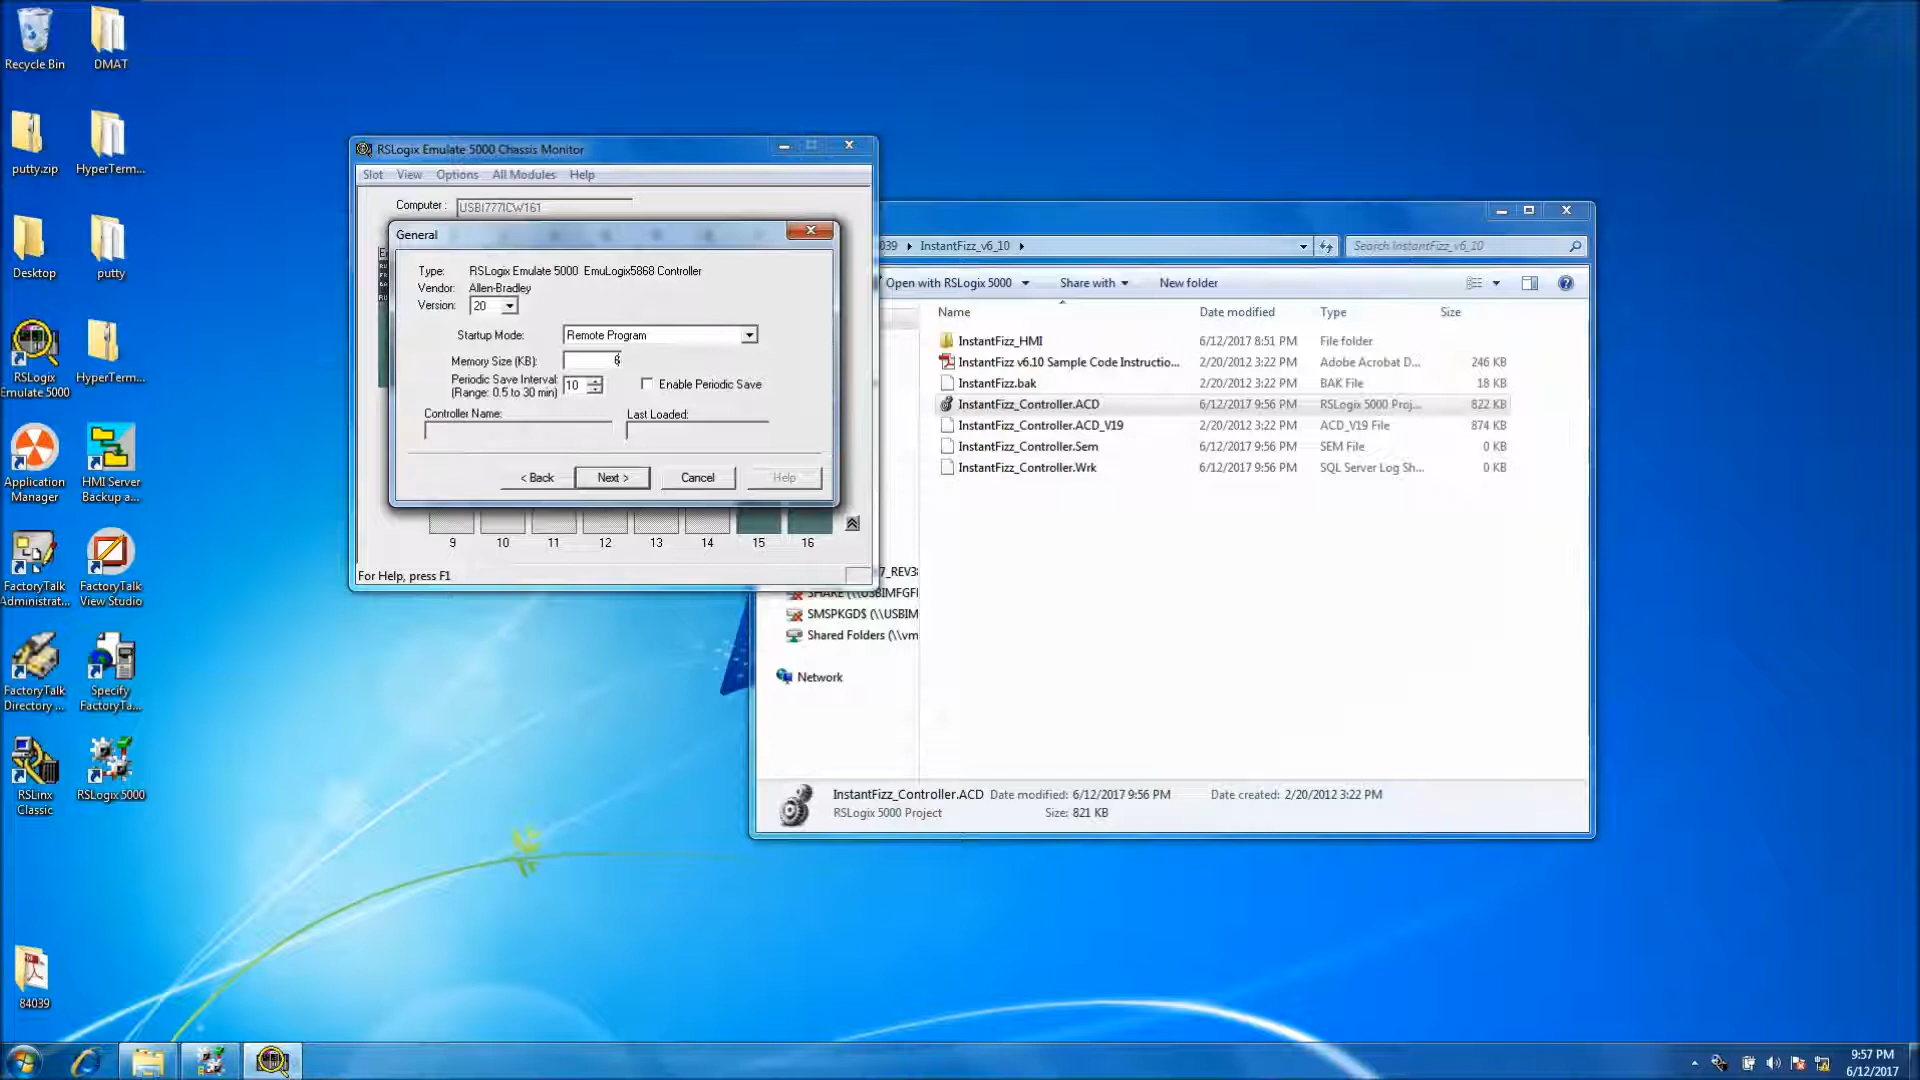 Recycle Bin
DMAT
putty.zip
HyperTerm...
Desktop
putty
RSLogix
Emulate 5000
HyperTerm...
Application
Manager
HMI Server
Backup a...
FactoryTalk
Administrat...
FactoryTalk
View Studio
FactoryTalk
Directory ...
Specify
FactoryTa...
RSLinx
Classic
RSLogix 5000
84039
RSLogix Emulate 5000 Chassis Monitor
Slot View Options All Modules Help
Computer : USBI777ICW161
General
Type: RSLogix Emulate 5000 EmuLogix5868 Controller
Vendor: Allen-Bradley
Version: 20
Startup Mode: Remote Program
Memory Size (KB):
Periodic Save Interval:
(Range: 0.5 to 30 min) 10 Enable Periodic Save
Controller Name: Last Loaded:
< Back Next > Cancel Help
9 10 11 12 13 14 15 16
For Help, press F1
039 InstantFizz_v6_10 Search InstantFizz_v6_10
Open with RSLogix 5000 Share with New folder
Name Date modified Type Size
InstantFizz_HMI 6/12/2017 8:51 PM File folder
InstantFizz v6.10 Sample Code Instructio... 2/20/2012 3:22 PM Adobe Acrobat D... 246 KB
InstantFizz.bak 2/20/2012 3:22 PM BAK File 18 KB
InstantFizz_Controller.ACD 6/12/2017 9:56 PM RSLogix 5000 Proj... 822 KB
InstantFizz_Controller.ACD_V19 2/20/2012 3:22 PM ACD_V19 File 874 KB
InstantFizz_Controller.Sem 6/12/2017 9:56 PM SEM File 0 KB
InstantFizz_Controller.Wrk 6/12/2017 9:56 PM SQL Server Log Sh... 0 KB
SHARE (\\USBIMFGF
SMSPKGD$ (\\USBIM
Shared Folders (\\vm
Network
InstantFizz_Controller.ACD Date modified: 6/12/2017 9:56 PM Date created: 2/20/2012 3:22 PM
RSLogix 5000 Project Size: 821 KB
9:57 PM
6/12/2017